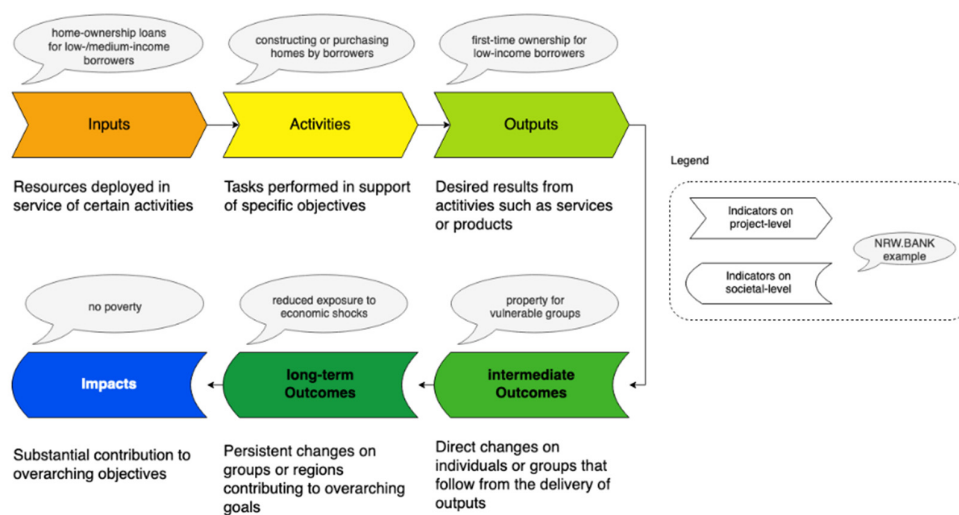 home-ownership loans
for low-/medium-income
borrowers
constructing or purchasing
homes by borrowers
first-time ownership for
low-income borrowers
Inputs
Activities
Outputs
Resources deployed in
service of certain activities
Tasks performed in support
of specific objectives
Desired results from
actitivies such as services
or products
Legend
Indicators on
project-level
NRW.BANK
example
Indicators on
societal-level
no poverty
reduced exposure to
economic shocks
property for
vulnerable groups
Impacts
long-term
Outcomes
intermediate
Outcomes
Substantial contribution to
overarching objectives
Persistent changes on
groups or regions
contributing to overarching
goals
Direct changes on
individuals or groups that
follow from the delivery of
outputs